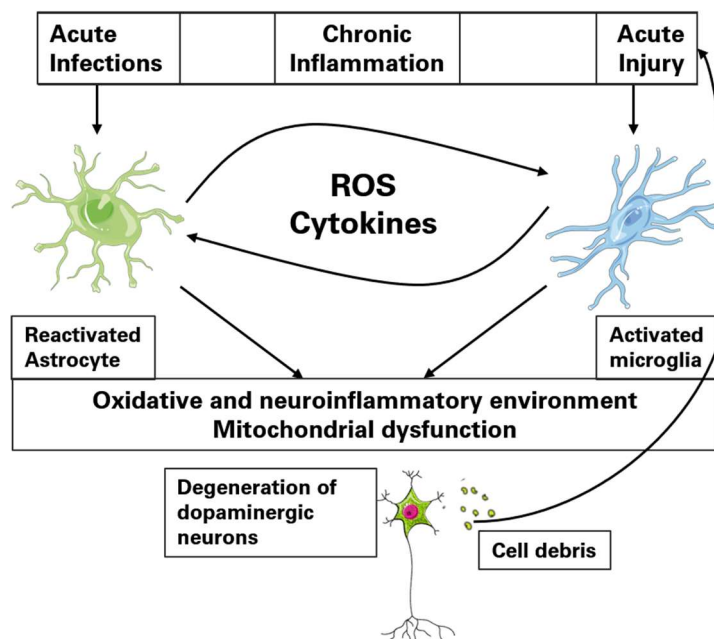 Acute
Infections
Chronic
Inflammation
Acute
Injury
ROS
Cytokines
Reactivated
Astrocyte
Activated
microglia
Oxidative and neuroinflammatory environment
Mitochondrial dysfunction
Degeneration of
dopaminergic
neurons
Cell debris